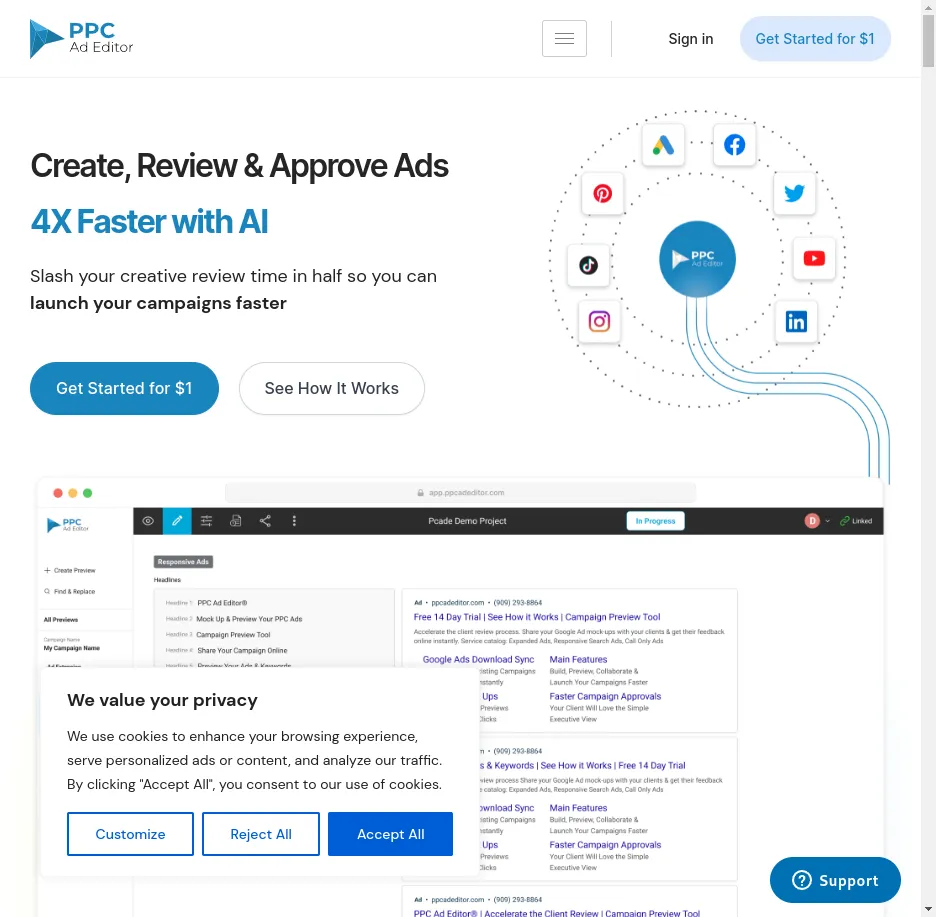 PPC
Ad Editor
Sign in
Get Started for $1
Create, Review & Approve Ads
4X Faster with AI
Slash your creative review time in half so you can
launch your campaigns faster
Get Started for $1
See How It Works
PPC
Ad Editor
app.ppcadeditor.com
PPC
Ad Editor
Pcade Demo Project
In Progress
D
Linked
Create Preview
Find & Replace
All Previews
Campaign Name
My Campaign Name
Ad Extension
Responsive Ads
Headlines
Headline 1: PPC Ad Editor®
Headline 2: Mock Up & Preview Your PPC Ads
Headline 3: Campaign Preview Tool
Headline 4: Share Your Campaign Online
Headline 5: Preview Your Ads & Keywords
Ad • ppcadeditor.com • (909) 293-8864
Free 14 Day Trial | See How it Works | Campaign Preview Tool
Accelerate the client review process. Share your Google Ad mock-ups with your clients & get their feedback
online instantly. Service catalog: Expanded Ads, Responsive Search Ads, Call Only Ads
Google Ads Download Sync
Main Features
isting Campaigns
Build, Preview, Collaborate &
nstantly
Launch Your Campaigns Faster
Ups
Faster Campaign Approvals
Previews
Your Client Will Love the Simple
Clicks
Executive View
m • (909) 293-8864
s & Keywords | See How it Works | Free 14 Day Trial
view process Share your Google Ad mock-ups with your clients & get their feedback
catalog: Expanded Ads, Responsive Search Ads, Call Only Ads
ownload Sync
Main Features
isting Campaigns
Build, Preview, Collaborate &
nstantly
Launch Your Campaigns Faster
Ups
Faster Campaign Approvals
Previews
Your Client Will Love the Simple
Clicks
Executive View
Ad • ppcadeditor.com • (909) 293-8864
PPC Ad Editor® | Accelerate the Client Review | Campaign Preview Tool
We value your privacy
We use cookies to enhance your browsing experience,
serve personalized ads or content, and analyze our traffic.
By clicking "Accept All", you consent to our use of cookies.
Customize
Reject All
Accept All
Support